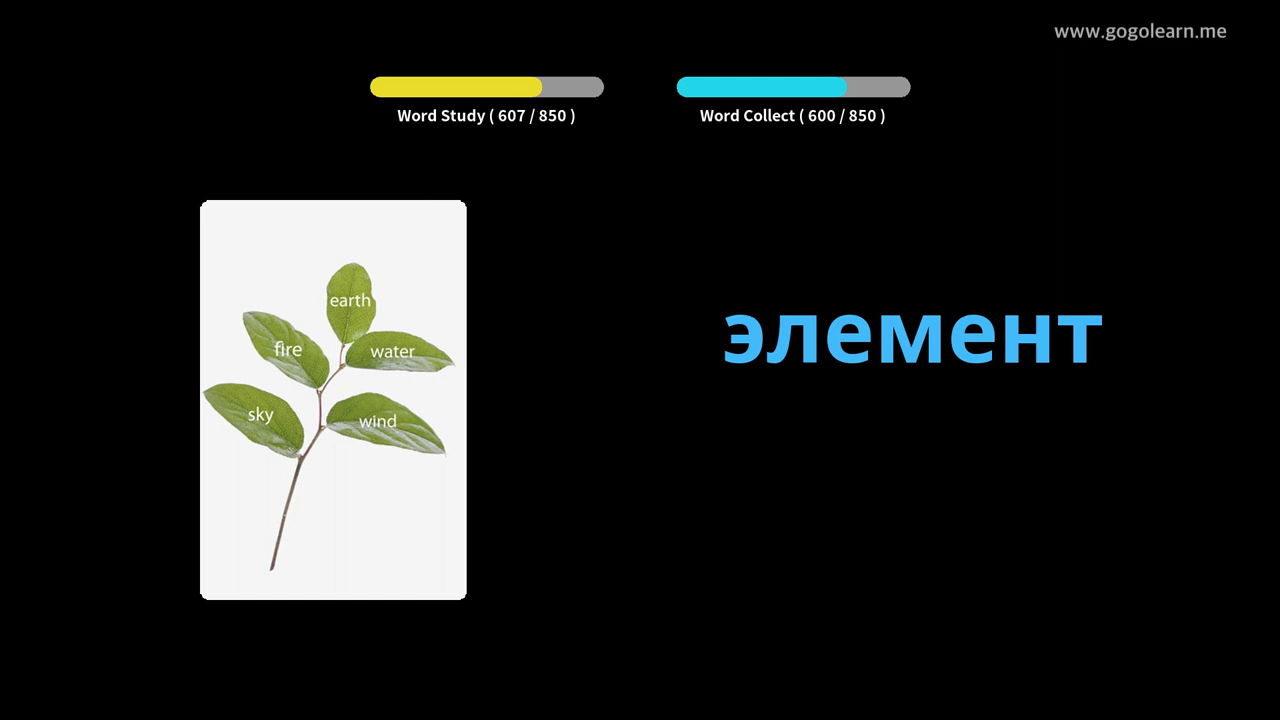 www.gogolearn.me
Word Study ( 607 / 850 )
Word Collect ( 600 / 850 )
earth
fire
water
sky
wind
элемент